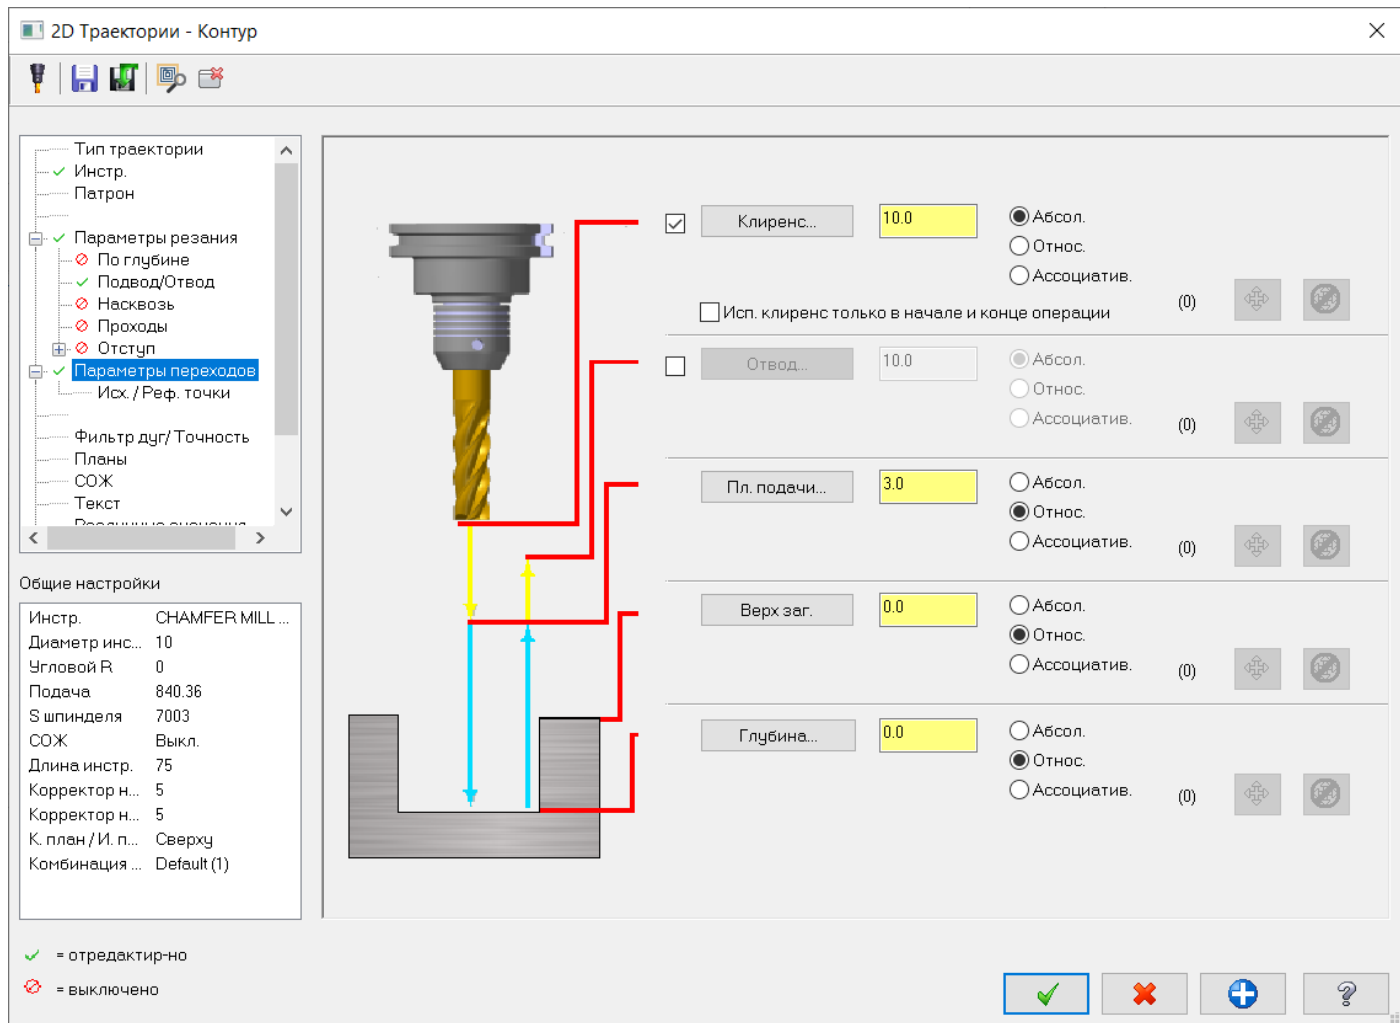 2D Траектории - Контур
Тип траектории
Инстр.
Патрон
Параметры резания
По глубине
Подвод/Отвод
Насквозь
Проходы
Отступ
Параметры переходов
Исх. / Реф. точки
Фильтр дуг/ Точность
Планы
СОЖ
Текст
Общие настройки
Инстр. CHAMFER MILL ...
Диаметр инс... 10
Угловой R 0
Подача 840.36
S шпинделя 7003
СОЖ Выкл.
Длина инстр. 75
Корректор н... 5
Корректор н... 5
К. план / И. п... Сверху
Комбинация ... Default (1)
= отредактир-но
= выключено
Клиренс... 10.0 Абсол.
Относ.
Ассоциатив.
(0)
Исп. клиренс только в начале и конце операции
Отвод... 10.0 Абсол.
Относ.
Ассоциатив.
(0)
Пл. подачи... 3.0 Абсол.
Относ.
Ассоциатив.
(0)
Верх заг. 0.0 Абсол.
Относ.
Ассоциатив.
(0)
Глубина... 0.0 Абсол.
Относ.
Ассоциатив.
(0)